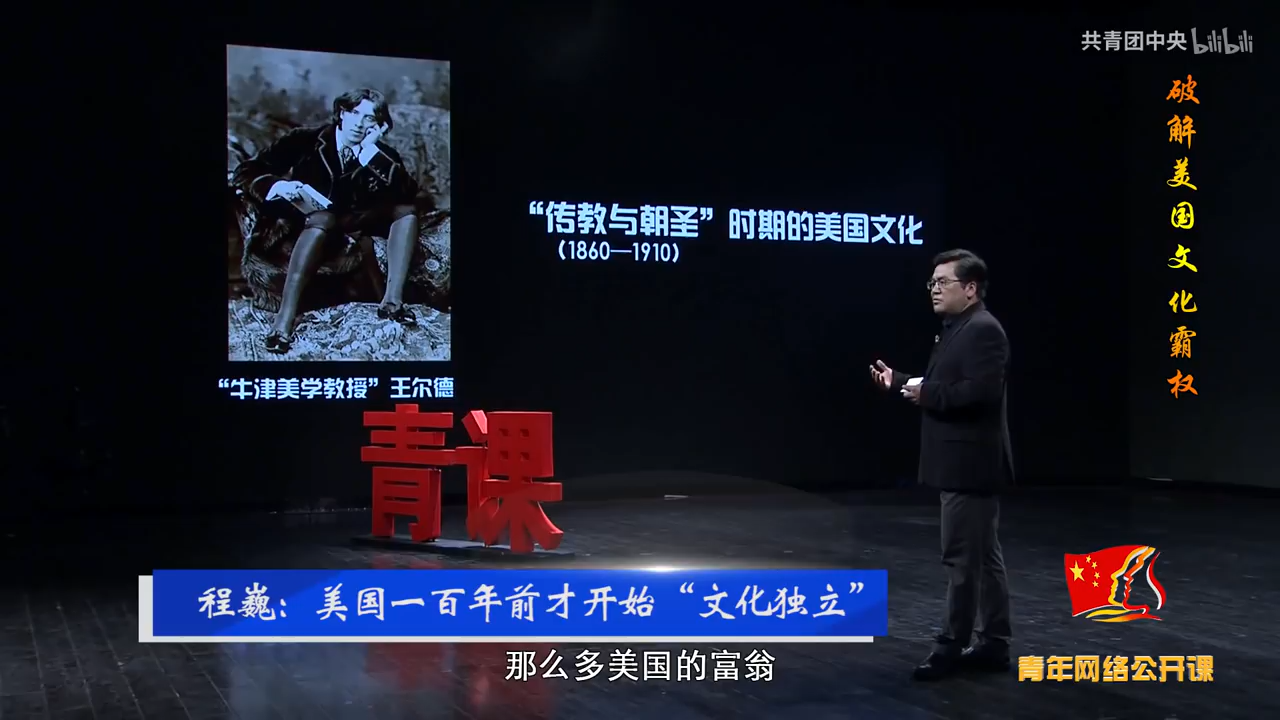 共青团中央 bilibili
破解美国文化霸权
“传教与朝圣”时期的美国文化
（1860—1910）
“牛津美学教授”王尔德
青课
程巍：美国一百年前才开始“文化独立”
那么多美国的富翁
青年网络公开课